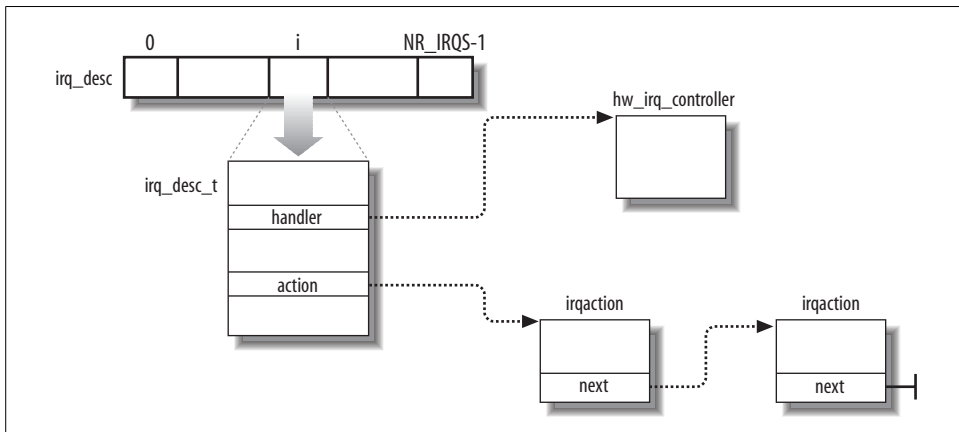 0 i NR_IRQS-1
irq_desc
hw_irq_controller
irq_desc_t
handler
action
irqaction irqaction
next next